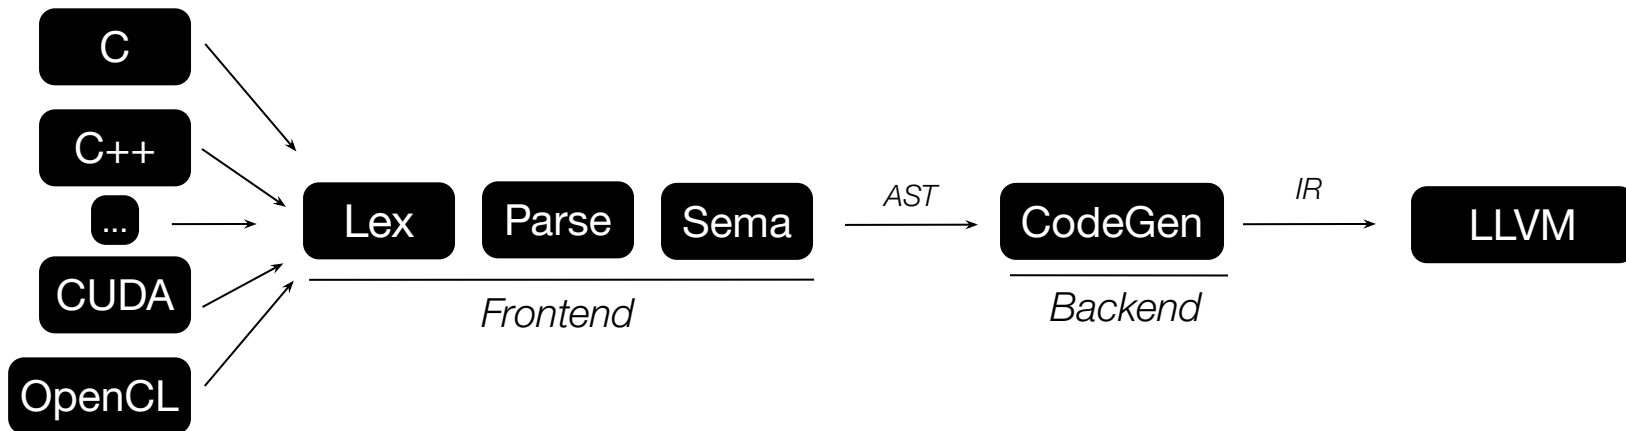 C
C++
...
CUDA
OpenCL
Lex
Parse
Sema
Frontend
AST
CodeGen
Backend
IR
LLVM